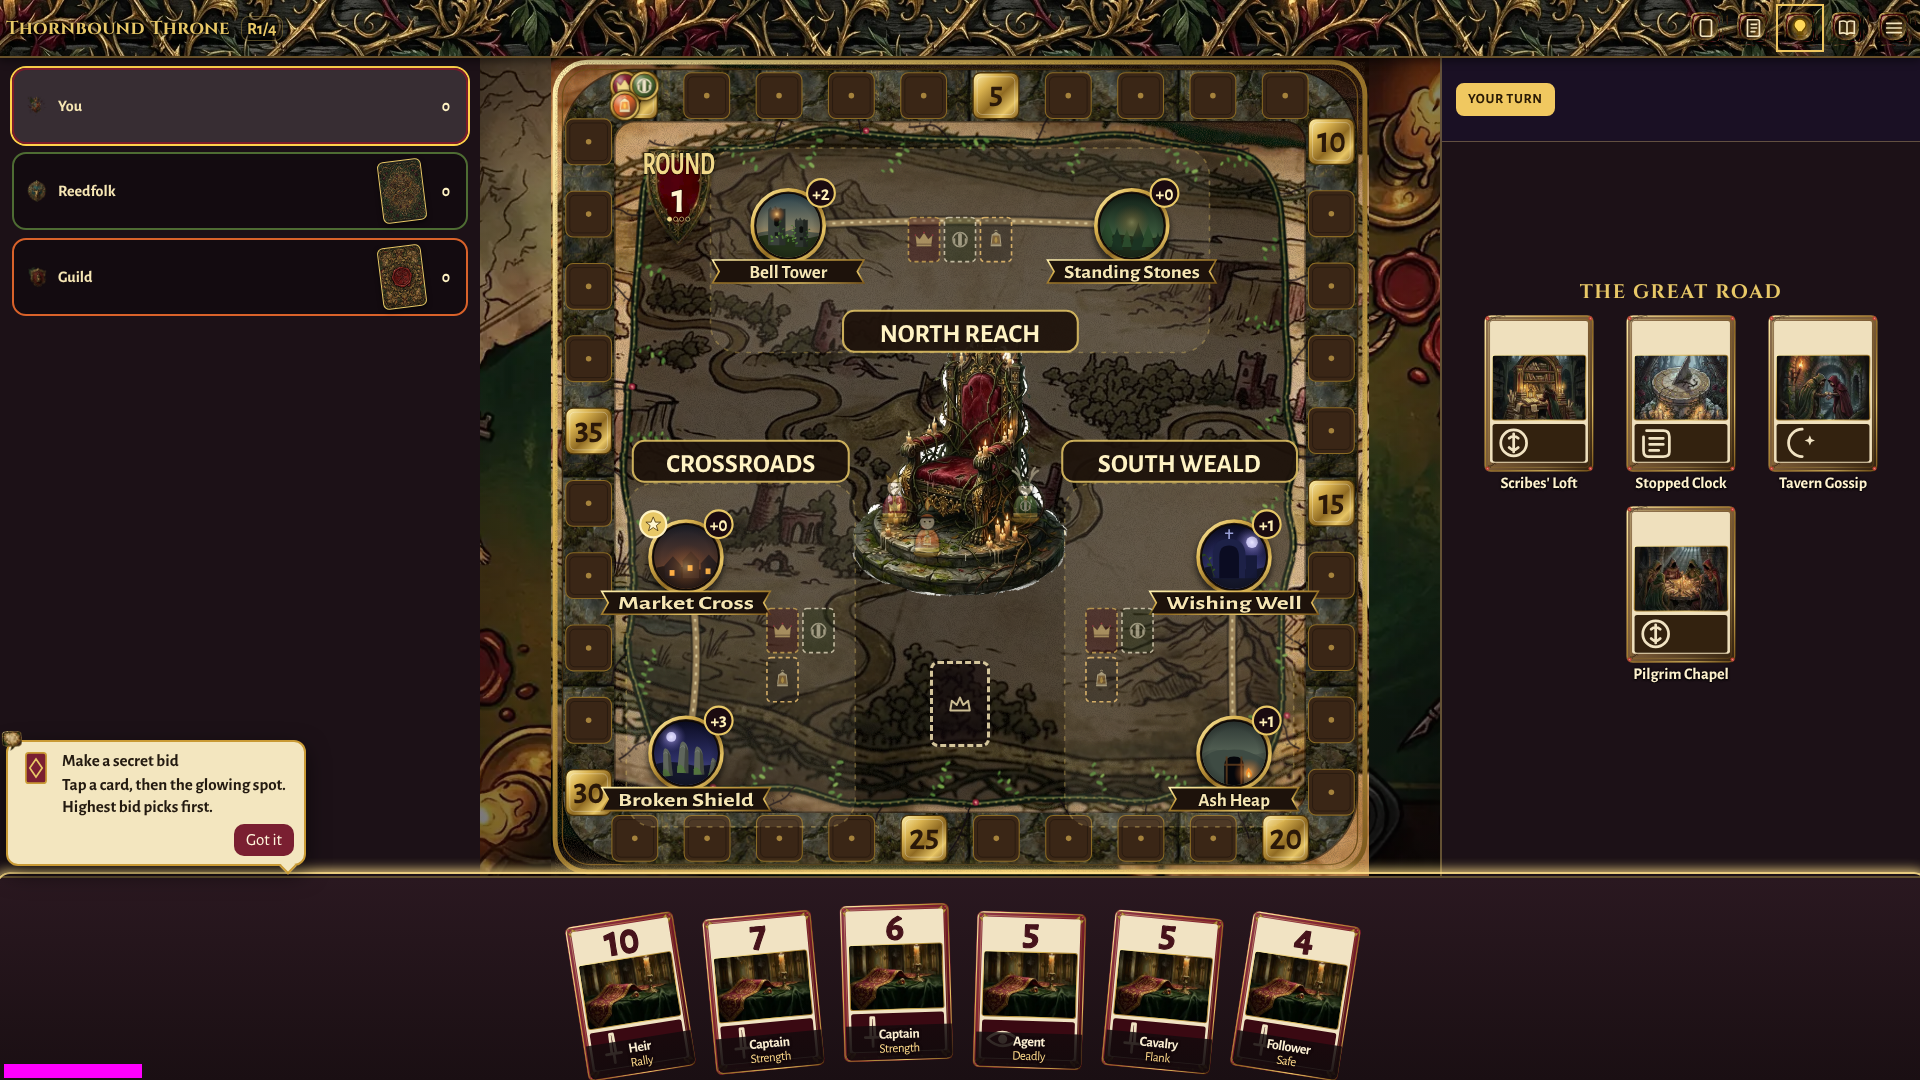 THORNBOUND THRONE R1/4
You 0
Reedfolk 0
Guild 0
Make a secret bid
Tap a card, then the glowing spot.
Highest bid picks first.
Got it
5
10
15
20
25
30
35
ROUND
1
+2
Bell Tower
+0
Standing Stones
NORTH REACH
CROSSROADS
SOUTH WEALD
+0
Market Cross
+1
Wishing Well
+3
Broken Shield
+1
Ash Heap
YOUR TURN
THE GREAT ROAD
Scribes' Loft
Stopped Clock
Tavern Gossip
Pilgrim Chapel
10
Heir
Rally
7
Captain
Strength
6
Captain
Strength
5
Agent
Deadly
5
Cavalry
Flank
4
Follower
Safe